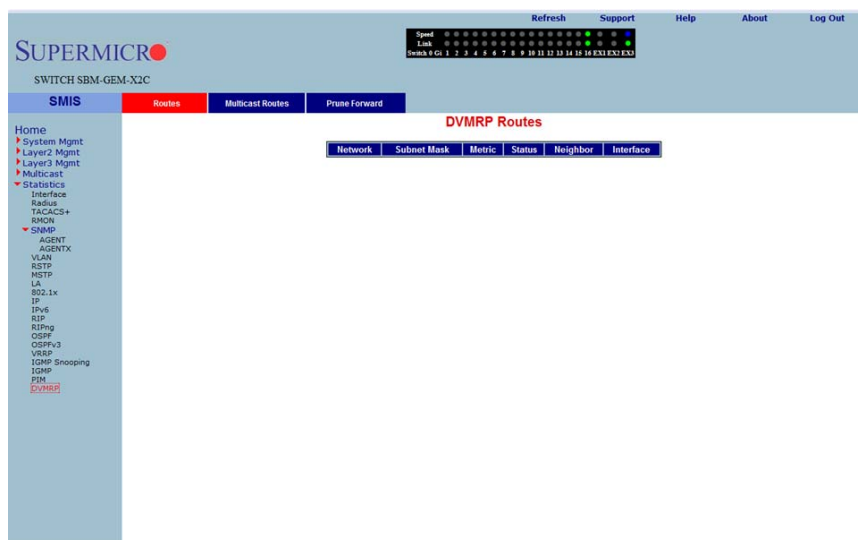 Refresh Support Help About Log Out
SUPERMICRO
SWITCH SBM-GEM-X2C
Speed
Link
Switch 0 Gi 1 2 3 4 5 6 7 8 9 10 11 12 13 14 15 16 EX1 EX2 EX3
SMIS
Routes Multicast Routes Prune Forward
DVMRP Routes
Network Subnet Mask Metric Status Neighbor Interface
Home
System Mgmt
Layer2 Mgmt
Layer3 Mgmt
Multicast
Statistics
Interface
Radius
TACACS+
RMON
SNMP
AGENT
AGENTX
VLAN
RSTP
MSTP
LA
802.1x
IP
IPv6
RIP
RIPng
OSPF
OSPFv3
VRRP
IGMP Snooping
IGMP
PIM
DVMRP